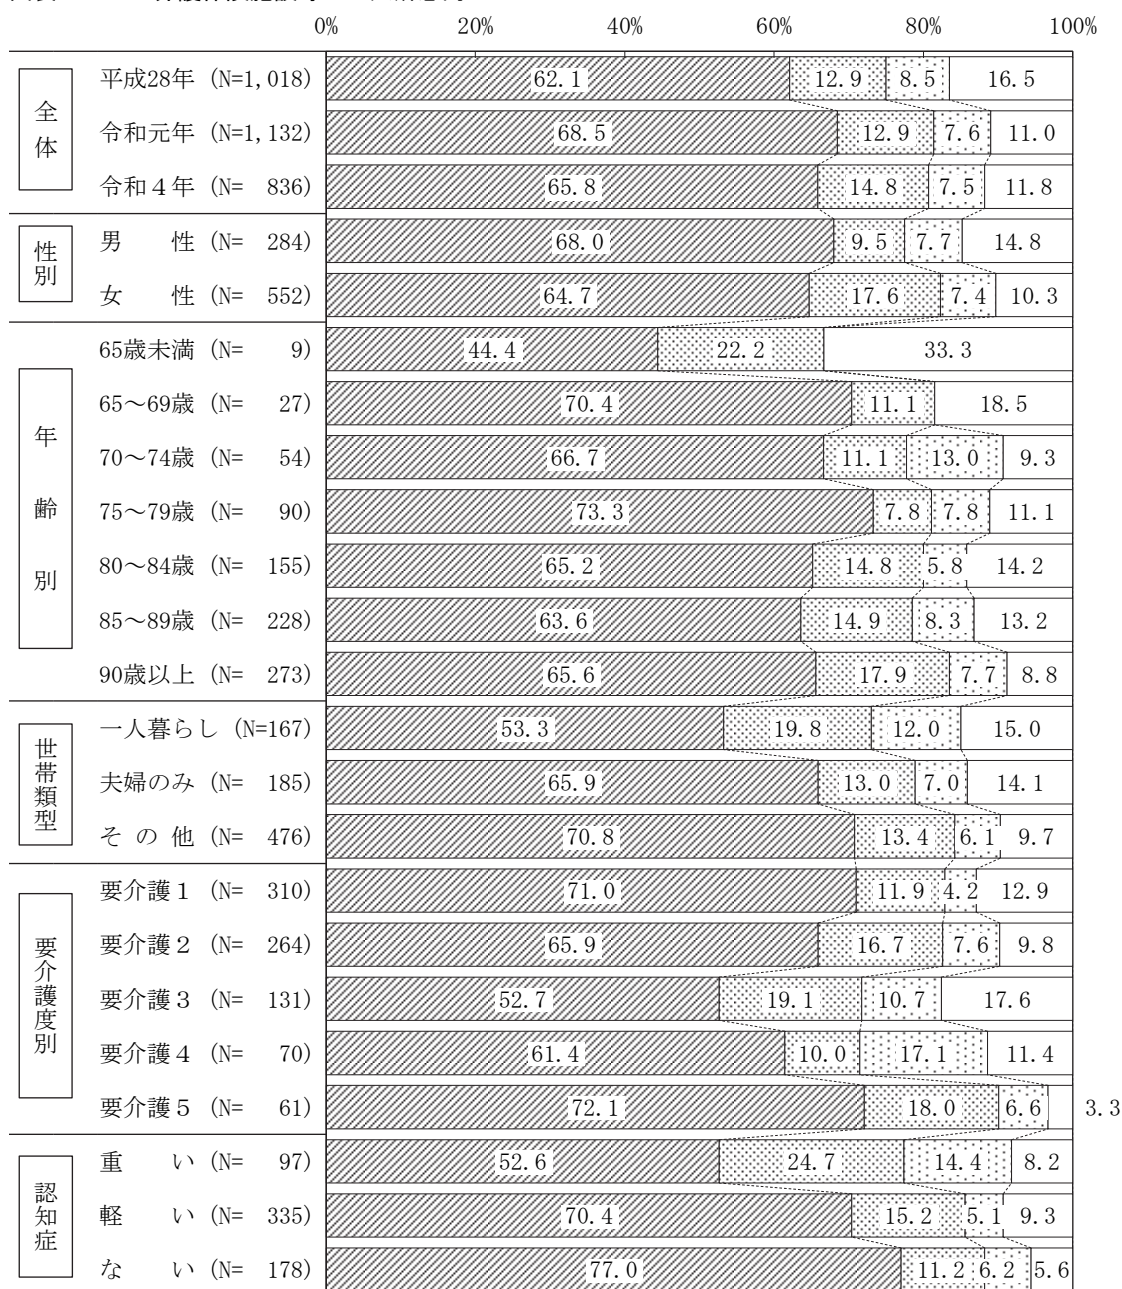 0% 20% 40% 60% 80% 100%
全体
平成28年 (N=1,018) 62.1 12.9 8.5 16.5
令和元年 (N=1,132) 68.5 12.9 7.6 11.0
令和４年 (N= 836) 65.8 14.8 7.5 11.8
性別
男 性 (N= 284) 68.0 9.5 7.7 14.8
女 性 (N= 552) 64.7 17.6 7.4 10.3
年齢別
65歳未満 (N= 9) 44.4 22.2 33.3
65～69歳 (N= 27) 70.4 11.1 18.5
70～74歳 (N= 54) 66.7 11.1 13.0 9.3
75～79歳 (N= 90) 73.3 7.8 7.8 11.1
80～84歳 (N= 155) 65.2 14.8 5.8 14.2
85～89歳 (N= 228) 63.6 14.9 8.3 13.2
90歳以上 (N= 273) 65.6 17.9 7.7 8.8
世帯類型
一人暮らし (N=167) 53.3 19.8 12.0 15.0
夫婦のみ (N= 185) 65.9 13.0 7.0 14.1
そ の 他 (N= 476) 70.8 13.4 6.1 9.7
要介護度別
要介護１ (N= 310) 71.0 11.9 4.2 12.9
要介護２ (N= 264) 65.9 16.7 7.6 9.8
要介護３ (N= 131) 52.7 19.1 10.7 17.6
要介護４ (N= 70) 61.4 10.0 17.1 11.4
要介護５ (N= 61) 72.1 18.0 6.6 3.3
認知症
重 い (N= 97) 52.6 24.7 14.4 8.2
軽 い (N= 335) 70.4 15.2 5.1 9.3
な い (N= 178) 77.0 11.2 6.2 5.6